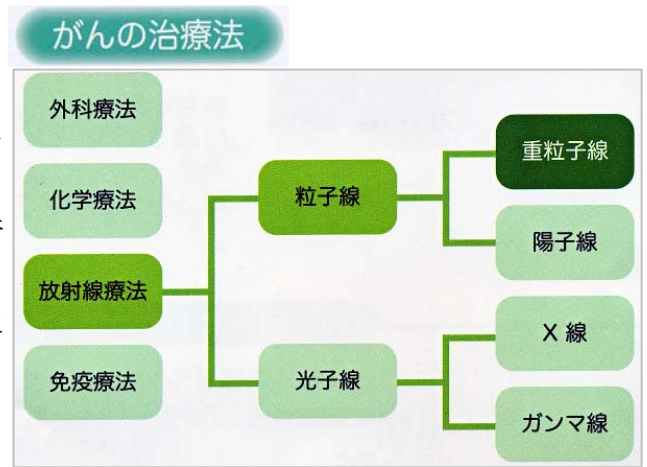 がんの治療法
外科療法
化学療法
放射線療法
免疫療法
粒子線
光子線
重粒子線
陽子線
X 線
ガンマ線